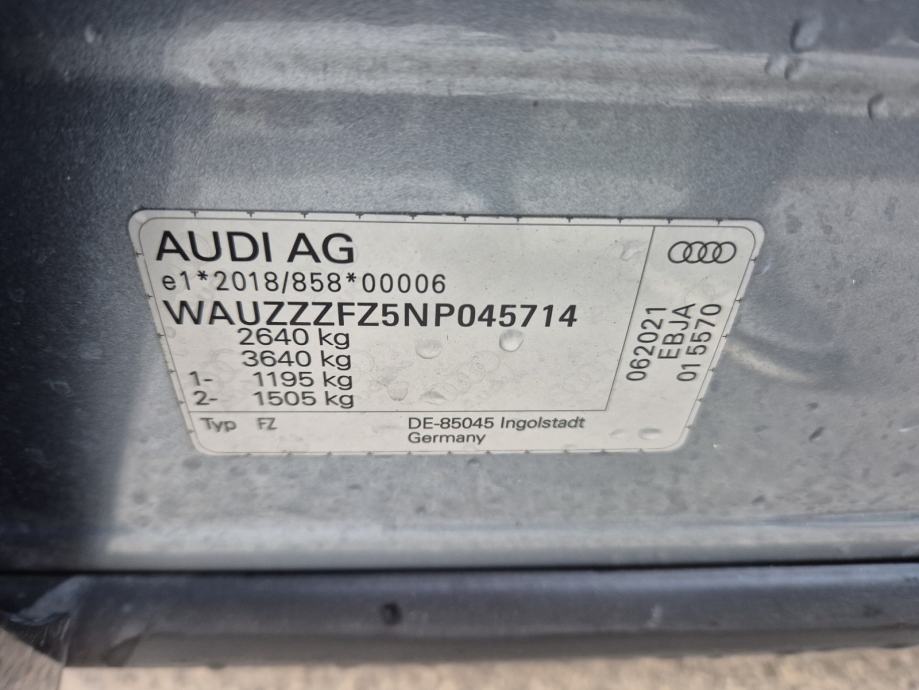 AUDI AG
e1*2018/858*00006
WAUZZZFZ5NP045714
2640 kg
3640 kg
1- 1195 kg
2- 1505 kg
Typ FZ
DE-85045 Ingolstadt
Germany
062021
EBJA
015570